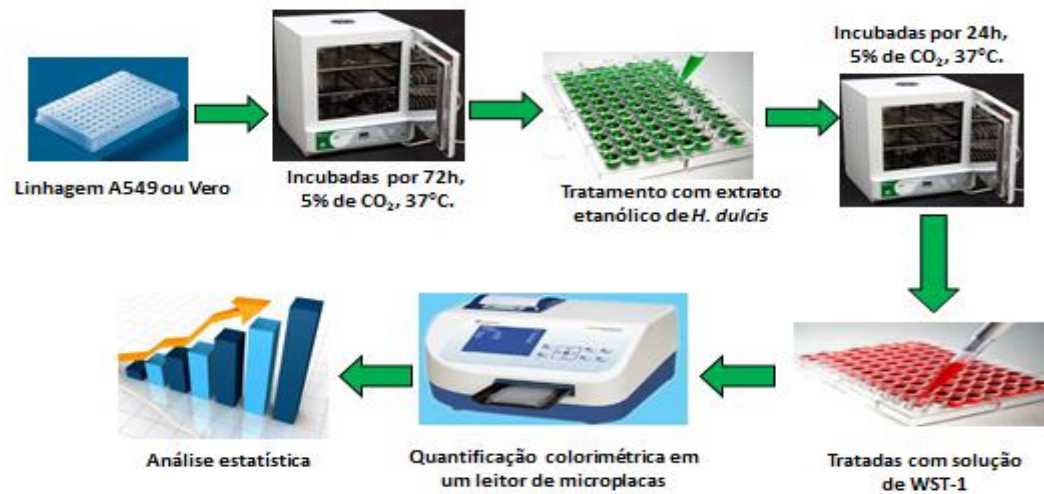 Linhagem A549 ou Vero
Incubadas por 72h,
5% de CO₂, 37°C.
Tratamento com extrato
etanólico de H. dulcis
Incubadas por 24h,
5% de CO₂, 37°C.
Tratadas com solução
de WST-1
Quantificação colorimétrica em
um leitor de microplacas
Análise estatística